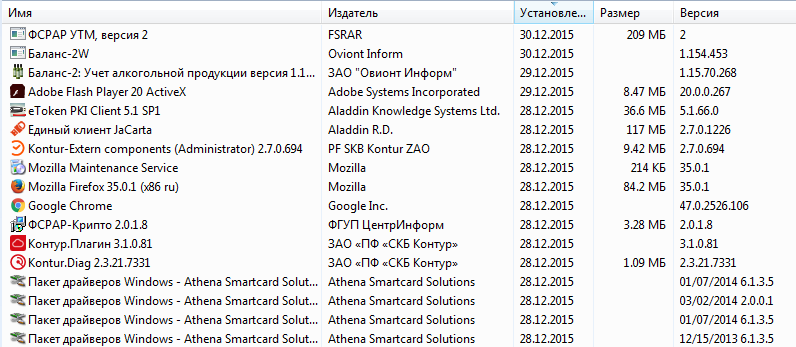 Имя Издатель Установле... Размер Версия
ФСРАР УТМ, версия 2 FSRAR 30.12.2015 209 МБ 2
Баланс-2W Oviont Inform 30.12.2015 1.154.453
Баланс-2: Учет алкогольной продукции версия 1.1... ЗАО "Овионт Информ" 29.12.2015 1.15.70.268
Adobe Flash Player 20 ActiveX Adobe Systems Incorporated 29.12.2015 8.47 МБ 20.0.0.267
eToken PKI Client 5.1 SP1 Aladdin Knowledge Systems Ltd. 28.12.2015 36.6 МБ 5.1.66.0
Единый клиент JaCarta Aladdin R.D. 28.12.2015 117 МБ 2.7.0.1226
Kontur-Extern components (Administrator) 2.7.0.694 PF SKB Kontur ZAO 28.12.2015 9.42 МБ 2.7.0.694
Mozilla Maintenance Service Mozilla 28.12.2015 214 КБ 35.0.1
Mozilla Firefox 35.0.1 (x86 ru) Mozilla 28.12.2015 84.2 МБ 35.0.1
Google Chrome Google Inc. 28.12.2015 47.0.2526.106
ФСРАР-Крипто 2.0.1.8 ФГУП ЦентрИнформ 28.12.2015 3.28 МБ 2.0.1.8
Контур.Плагин 3.1.0.81 ЗАО «ПФ «СКБ Контур» 28.12.2015 3.1.0.81
Kontur.Diag 2.3.21.7331 ЗАО «ПФ «СКБ Контур» 28.12.2015 1.09 МБ 2.3.21.7331
Пакет драйверов Windows - Athena Smartcard Solut... Athena Smartcard Solutions 28.12.2015 01/07/2014 6.1.3.5
Пакет драйверов Windows - Athena Smartcard Solut... Athena Smartcard Solutions 28.12.2015 03/02/2014 2.0.0.1
Пакет драйверов Windows - Athena Smartcard Solut... Athena Smartcard Solutions 28.12.2015 01/07/2014 6.1.3.5
Пакет драйверов Windows - Athena Smartcard Solut... Athena Smartcard Solutions 28.12.2015 12/15/2013 6.1.3.5